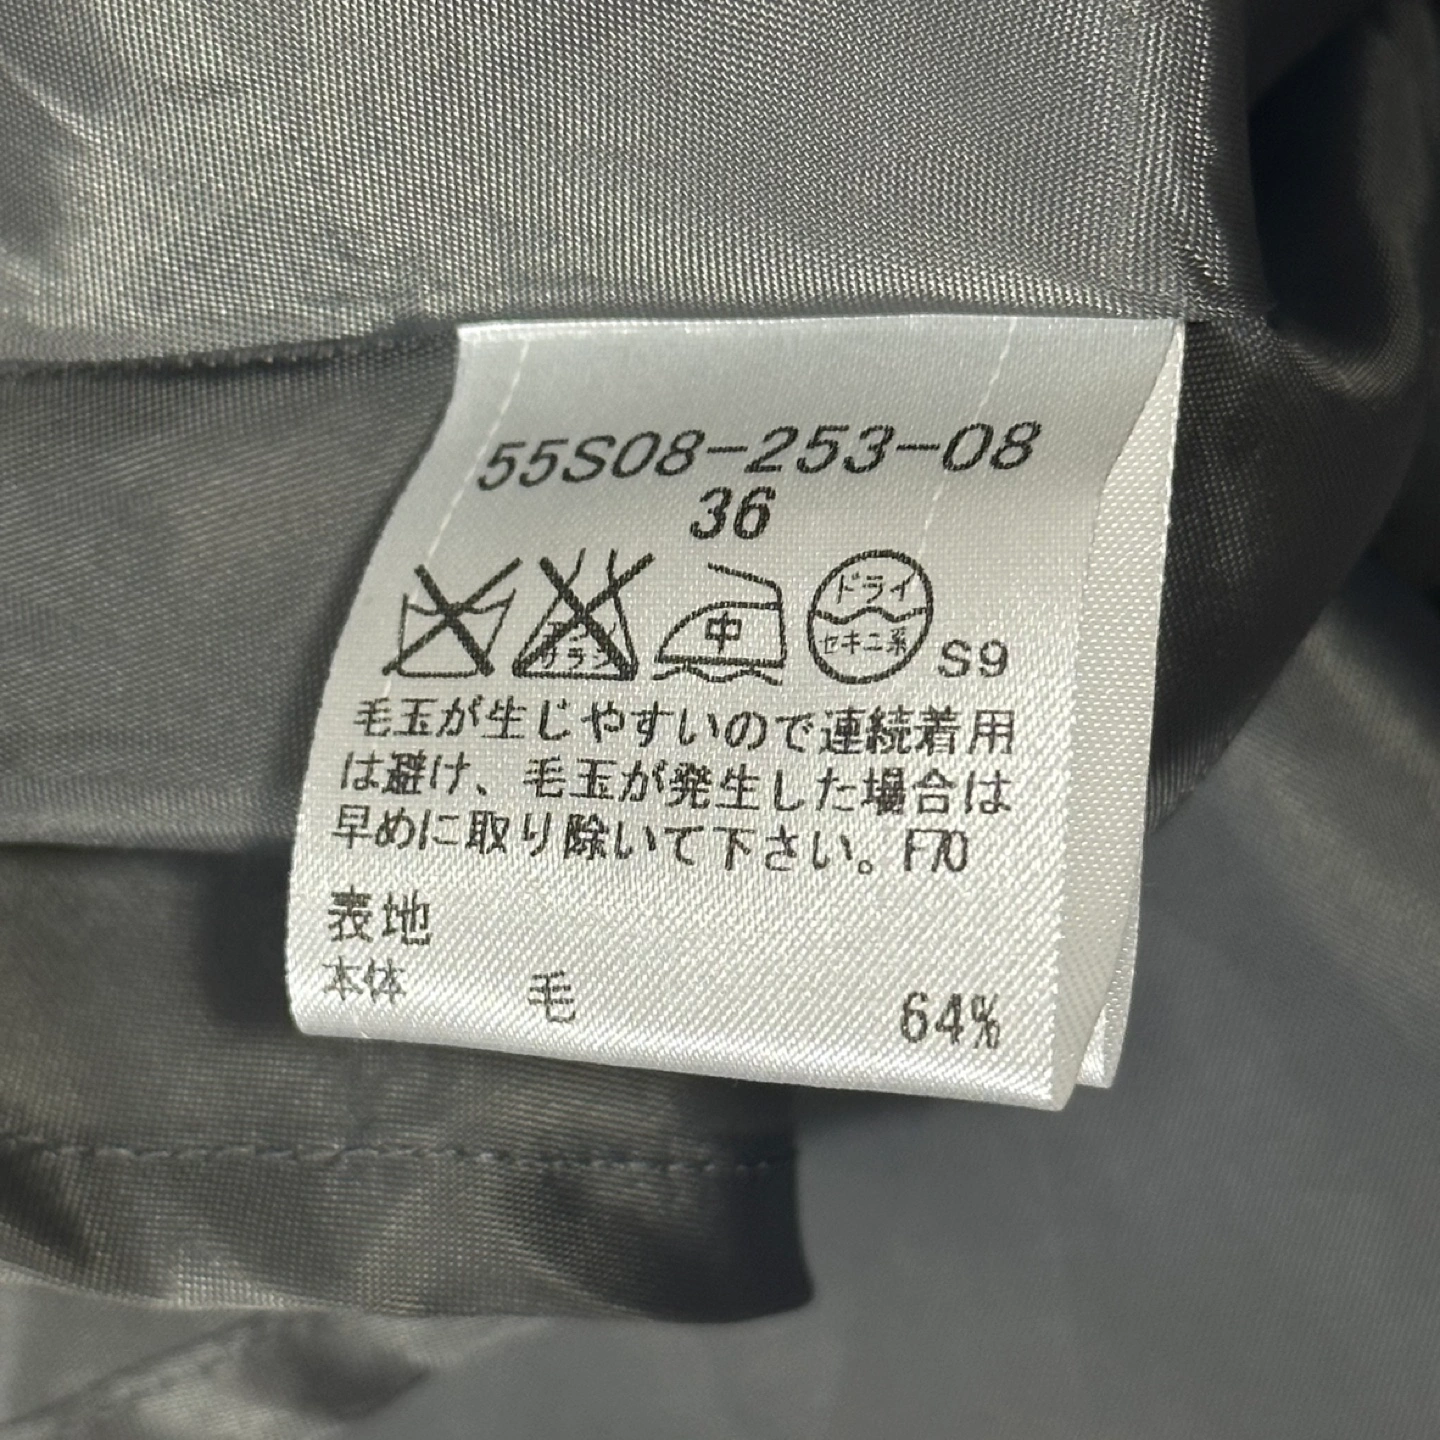 55S08-253-08
36
中
ドライ
セキユ系
S9
毛玉が生じやすいので連続着用
は避け、毛玉が発生した場合は
早めに取り除いて下さい。F70
表地
本体 毛 64%